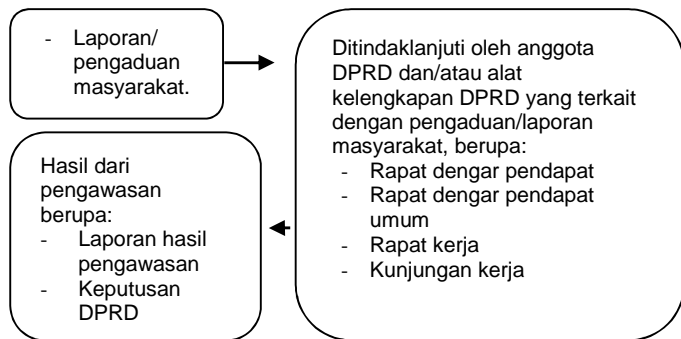 - Laporan/
pengaduan
masyarakat.
Ditindaklanjuti oleh anggota
DPRD dan/atau alat
kelengkapan DPRD yang terkait
dengan pengaduan/laporan
masyarakat, berupa:
- Rapat dengar pendapat
- Rapat dengar pendapat
umum
- Rapat kerja
- Kunjungan kerja
Hasil dari
pengawasan
berupa:
- Laporan hasil
pengawasan
- Keputusan
DPRD